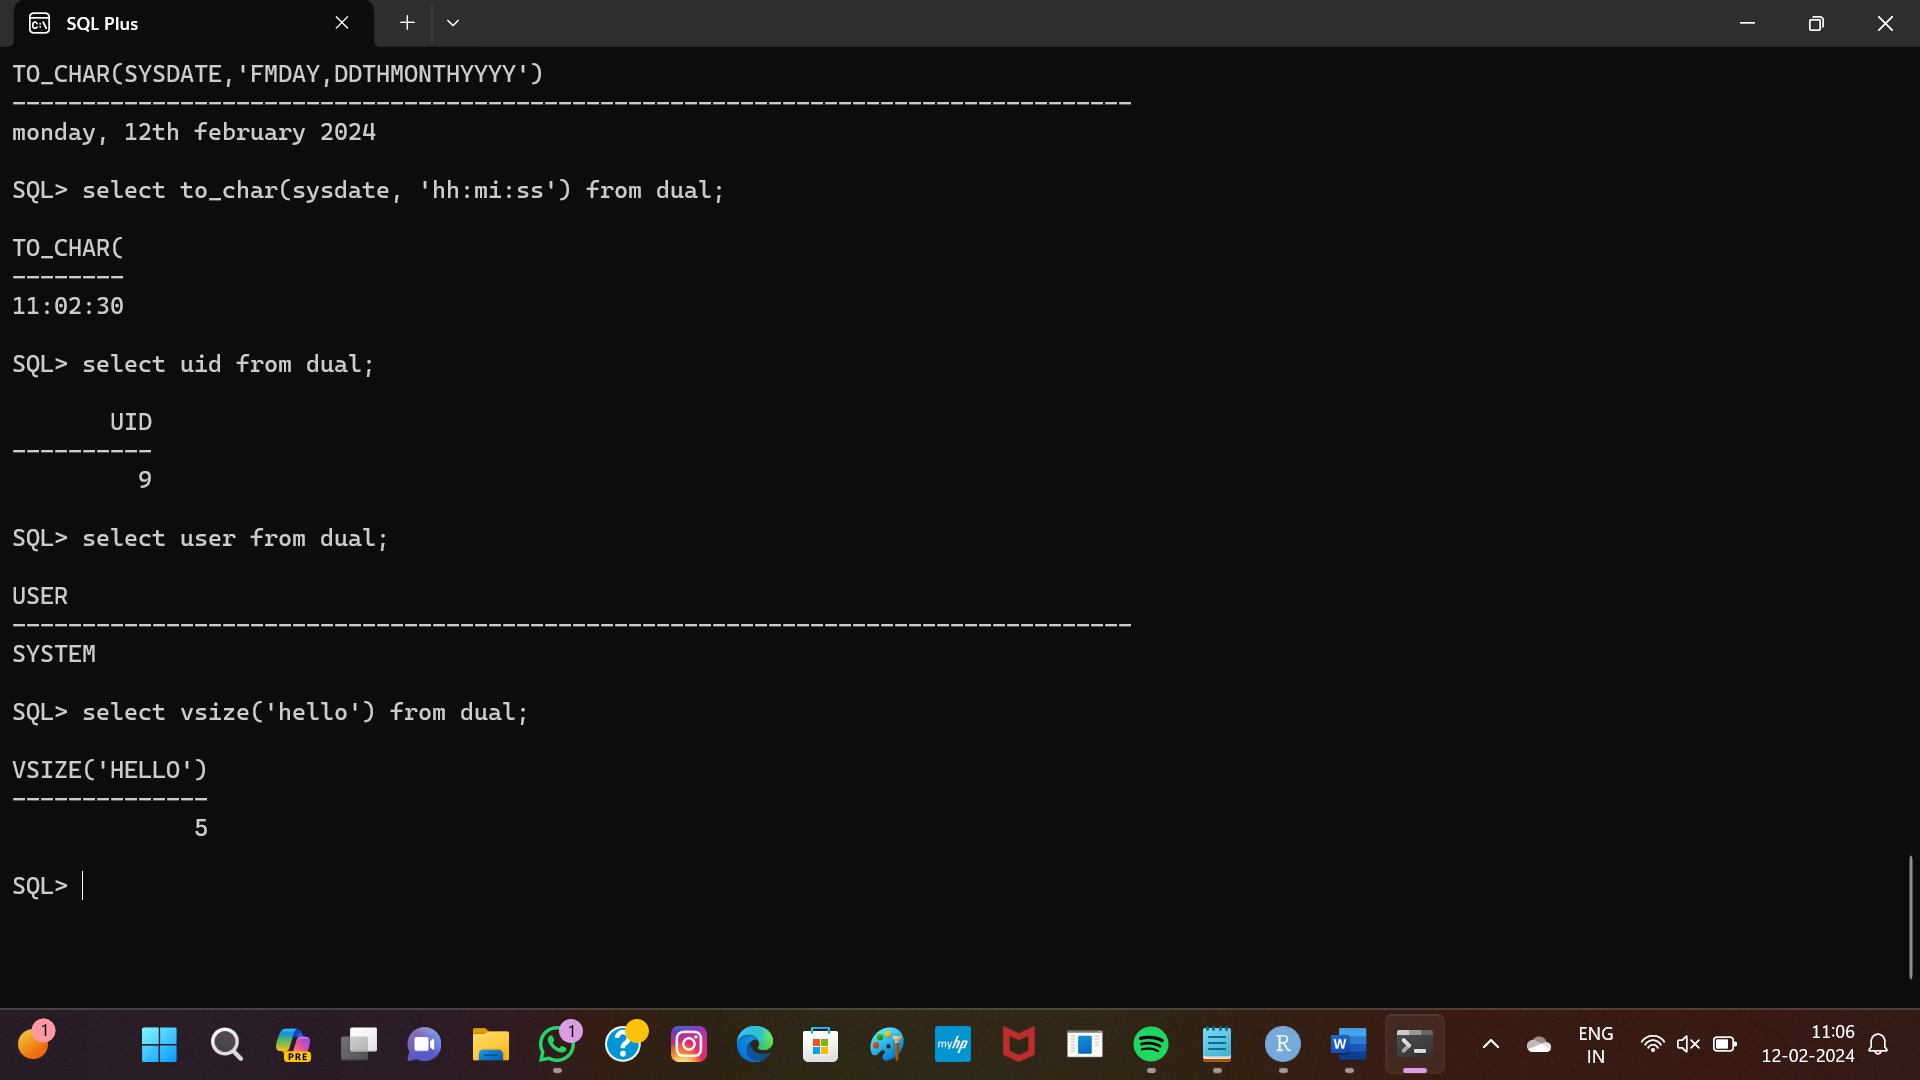 SQL Plus
TO_CHAR(SYSDATE,'FMDAY,DDTHMONTHYYYY')
--------------------------------------------------------------------------------
monday, 12th february 2024
SQL> select to_char(sysdate, 'hh:mi:ss') from dual;
TO_CHAR(
--------
11:02:30
SQL> select uid from dual;
UID
----------
9
SQL> select user from dual;
USER
--------------------------------------------------------------------------------
SYSTEM
SQL> select vsize('hello') from dual;
VSIZE('HELLO')
--------------
5
SQL>
1
PRE
1
?
myhp
R
W
ENG
IN
11:06
12-02-2024